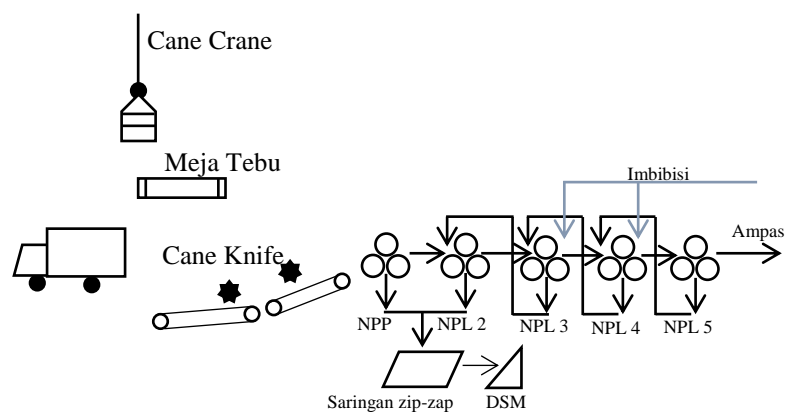 Cane Crane
Meja Tebu
Imbibisi
Ampas
Cane Knife
NPP
NPL 2
NPL 3
NPL 4
NPL 5
Saringan zip-zap
DSM